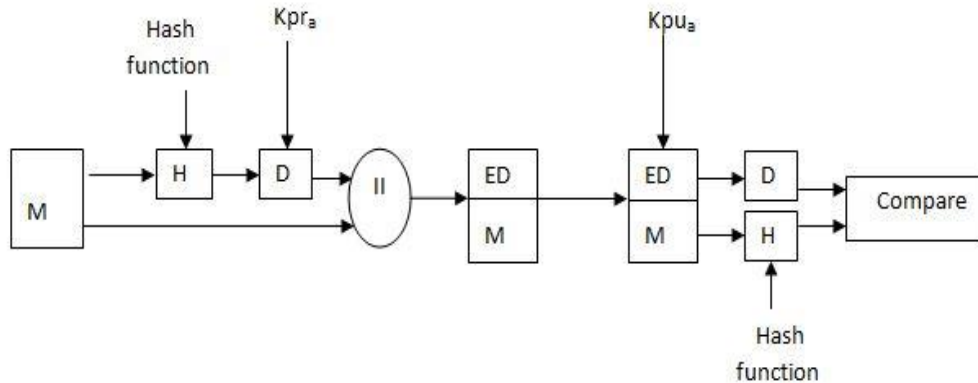 Kprₐ
Kpuₐ
Hash
function
M
H
D
II
ED
M
ED
M
D
H
Compare
Hash
function